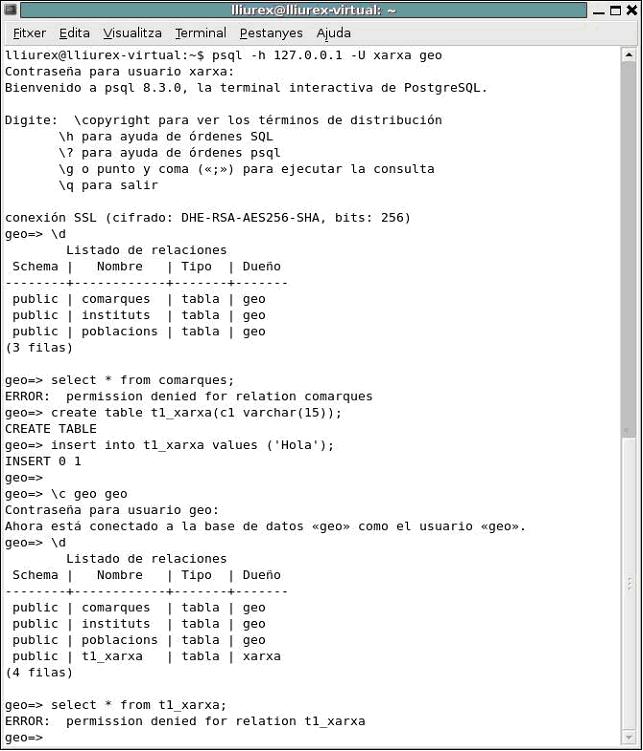 lliurex@lliurex-virtual: ~
Fitxer Edita Visualitza Terminal Pestanyes Ajuda
lliurex@lliurex-virtual:~$ psql -h 127.0.0.1 -U xarxa geo
Contraseña para usuario xarxa:
Bienvenido a psql 8.3.0, la terminal interactiva de PostgreSQL.

Digite:  \copyright para ver los términos de distribución
       \h para ayuda de órdenes SQL
       \? para ayuda de órdenes psql
       \g o punto y coma («;») para ejecutar la consulta
       \q para salir

conexión SSL (cifrado: DHE-RSA-AES256-SHA, bits: 256)
geo=> \d
        Listado de relaciones
 Schema |   Nombre   | Tipo  | Dueño
--------+------------+-------+-------
 public | comarques  | tabla | geo
 public | instituts  | tabla | geo
 public | poblacions | tabla | geo
(3 filas)

geo=> select * from comarques;
ERROR:  permission denied for relation comarques
geo=> create table t1_xarxa(c1 varchar(15));
CREATE TABLE
geo=> insert into t1_xarxa values ('Hola');
INSERT 0 1
geo=>
geo=> \c geo geo
Contraseña para usuario geo:
Ahora está conectado a la base de datos «geo» como el usuario «geo».
geo=> \d
        Listado de relaciones
 Schema |   Nombre   | Tipo  | Dueño
--------+------------+-------+-------
 public | comarques  | tabla | geo
 public | instituts  | tabla | geo
 public | poblacions | tabla | geo
 public | t1_xarxa   | tabla | xarxa
(4 filas)

geo=> select * from t1_xarxa;
ERROR:  permission denied for relation t1_xarxa
geo=>